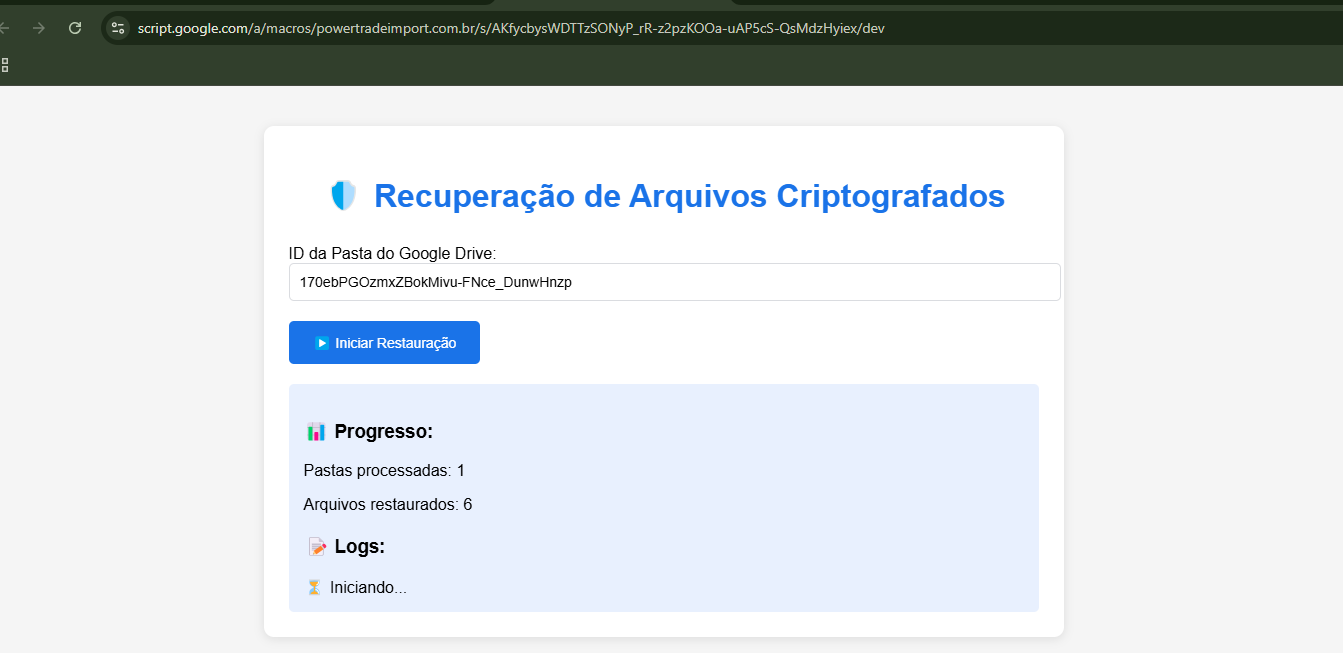 script.google.com/a/macros/powertradeimport.com.br/s/AKfycbysWDTTzSONyP_rR-z2pzKOOa-uAP5cS-QsMdzHyiex/dev
Recuperação de Arquivos Criptografados
ID da Pasta do Google Drive:
170ebPGOzmxZBokMivu-FNce_DunwHnzp
Iniciar Restauração
Progresso:
Pastas processadas: 1
Arquivos restaurados: 6
Logs:
Iniciando...